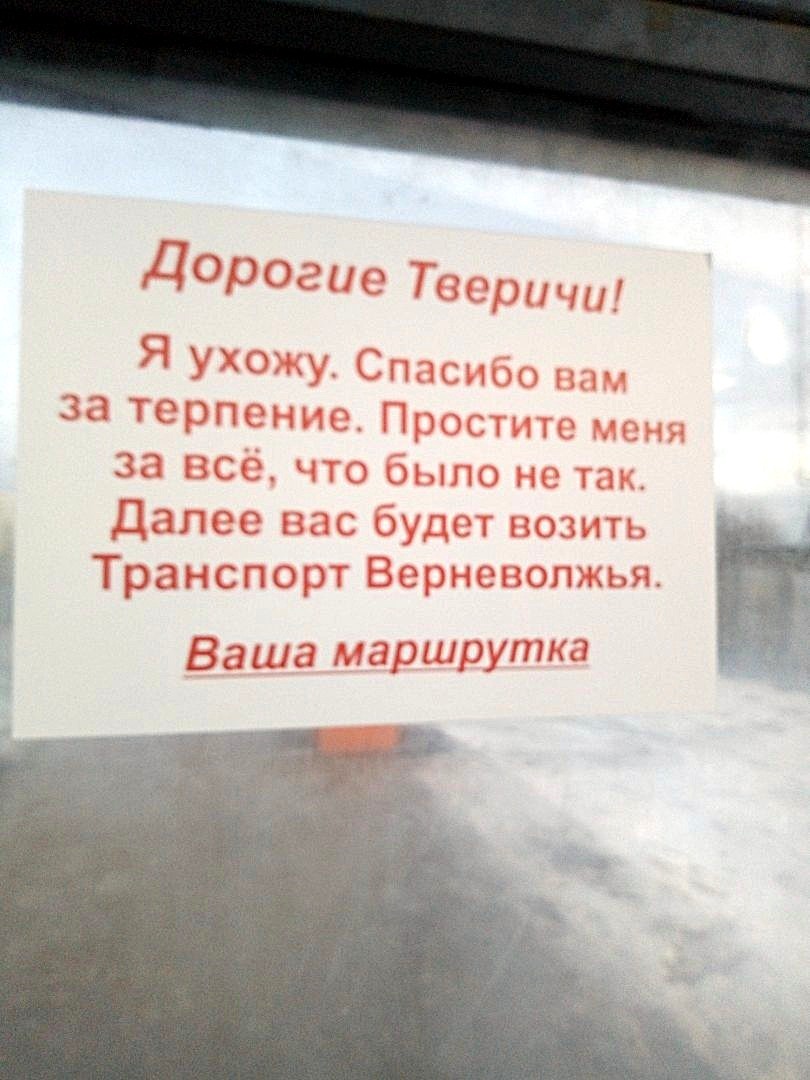 Дорогие Тверичи!
Я ухожу. Спасибо вам
за терпение. Простите меня
за всё, что было не так.
Далее вас будет возить
Транспорт Верневолжья.
Ваша маршрутка